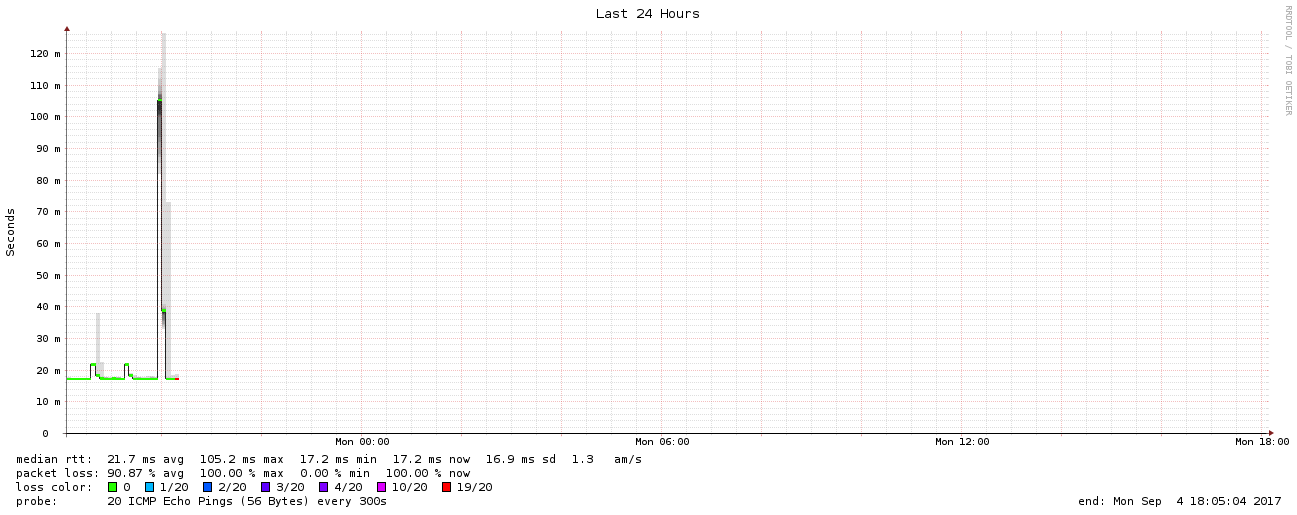 Last 24 Hours
RRDTOOL / TOBI OETIKER
Seconds
120 m
110 m
100 m
90 m
80 m
70 m
60 m
50 m
40 m
30 m
20 m
10 m
0
Mon 00:00 Mon 06:00 Mon 12:00 Mon 18:00
median rtt: 21.7 ms avg 105.2 ms max 17.2 ms min 17.2 ms now 16.9 ms sd 1.3 am/s
packet loss: 90.87 % avg 100.00 % max 0.00 % min 100.00 % now
loss color: 0 1/20 2/20 3/20 4/20 10/20 19/20
probe: 20 ICMP Echo Pings (56 Bytes) every 300s end: Mon Sep 4 18:05:04 2017